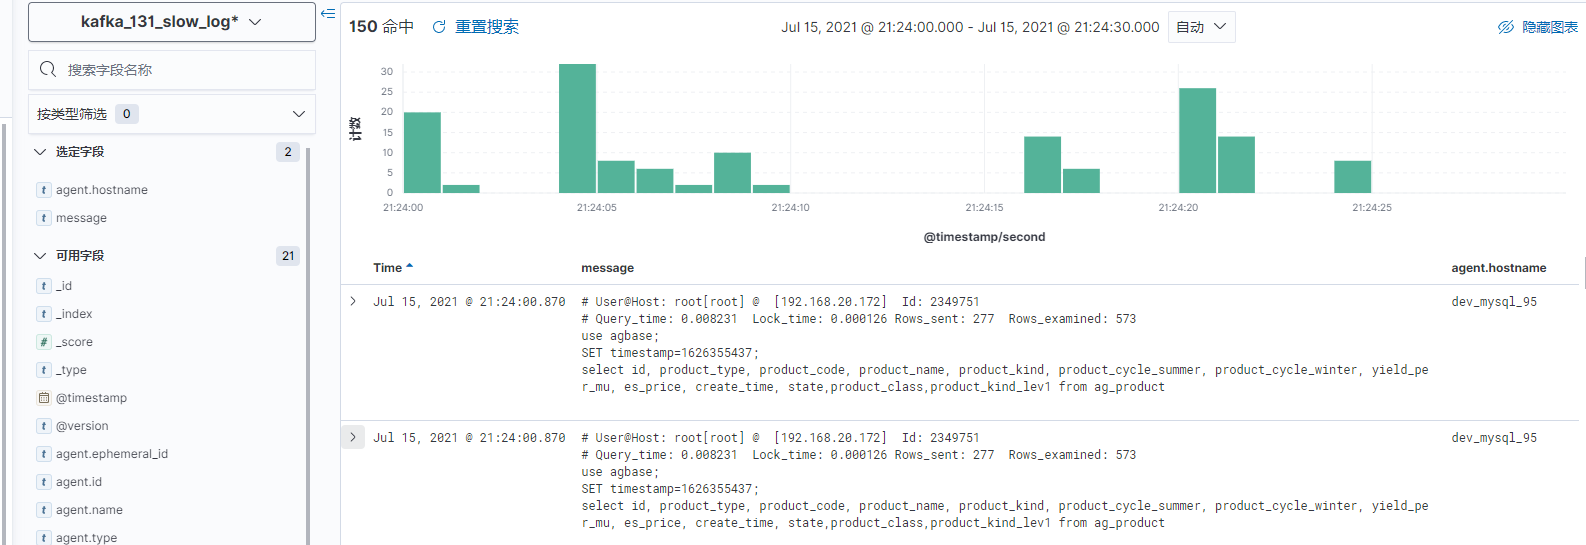 kafka_131_slow_log*
搜索字段名称
按类型筛选 0
选定字段 2
t agent.hostname
t message
可用字段 21
t _id
t _index
# _score
t _type
@timestamp
t @version
t agent.ephemeral_id
t agent.id
t agent.name
t agent.type
150 命中 重置搜索
Jul 15, 2021 @ 21:24:00.000 - Jul 15, 2021 @ 21:24:30.000 自动
隐藏图表
计数
30
25
20
15
10
5
0
21:24:00 21:24:05 21:24:10 21:24:15 21:24:20 21:24:25
@timestamp/second
Time message agent.hostname
Jul 15, 2021 @ 21:24:00.870 # User@Host: root[root] @  [192.168.20.172]  Id: 2349751 dev_mysql_95
# Query_time: 0.008231  Lock_time: 0.000126 Rows_sent: 277  Rows_examined: 573
use agbase;
SET timestamp=1626355437;
select id, product_type, product_code, product_name, product_kind, product_cycle_summer, product_cycle_winter, yield_pe
r_mu, es_price, create_time, state,product_class,product_kind_lev1 from ag_product
Jul 15, 2021 @ 21:24:00.870 # User@Host: root[root] @  [192.168.20.172]  Id: 2349751 dev_mysql_95
# Query_time: 0.008231  Lock_time: 0.000126 Rows_sent: 277  Rows_examined: 573
use agbase;
SET timestamp=1626355437;
select id, product_type, product_code, product_name, product_kind, product_cycle_summer, product_cycle_winter, yield_pe
r_mu, es_price, create_time, state,product_class,product_kind_lev1 from ag_product